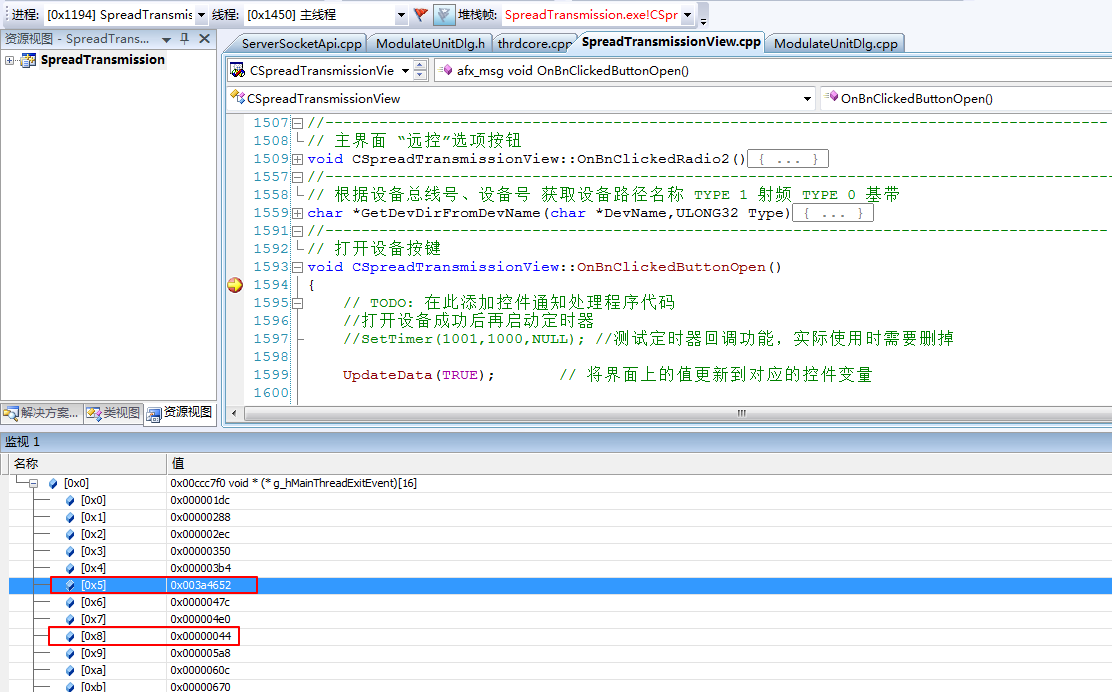 进程: [0x1194] SpreadTransmis 线程: [0x1450] 主线程 堆栈帧: SpreadTransmission.exe!CSpr
资源视图 - SpreadTrans...
SpreadTransmission
ServerSocketApi.cpp ModulateUnitDlg.h thrdcore.cpp SpreadTransmissionView.cpp ModulateUnitDlg.cpp
CSpreadTransmissionVie afx_msg void OnBnClickedButtonOpen()
CSpreadTransmissionView OnBnClickedButtonOpen()
1507 //---------------------------------------------------------------------------------------
1508 // 主界面 “远控”选项按钮
1509 void CSpreadTransmissionView::OnBnClickedRadio2() { ... }
1557 //---------------------------------------------------------------------------------------
1558 // 根据设备总线号、设备号 获取设备路径名称 TYPE 1 射频 TYPE 0 基带
1559 char *GetDevDirFromDevName(char *DevName,ULONG32 Type) { ... }
1591 //---------------------------------------------------------------------------------------
1592 // 打开设备按键
1593 void CSpreadTransmissionView::OnBnClickedButtonOpen()
1594 {
1595 // TODO: 在此添加控件通知处理程序代码
1596 //打开设备成功后再启动定时器
1597 //SetTimer(1001,1000,NULL); //测试定时器回调功能，实际使用时需要删掉
1598
1599 UpdateData(TRUE); // 将界面上的值更新到对应的控件变量
1600
解决方案... 类视图 资源视图
监视 1
名称 值
[0x0] 0x00ccc7f0 void * (* g_hMainThreadExitEvent)[16]
[0x0] 0x000001dc
[0x1] 0x00000288
[0x2] 0x000002ec
[0x3] 0x00000350
[0x4] 0x000003b4
[0x5] 0x003a4652
[0x6] 0x0000047c
[0x7] 0x000004e0
[0x8] 0x00000044
[0x9] 0x000005a8
[0xa] 0x0000060c
[0xb] 0x00000670